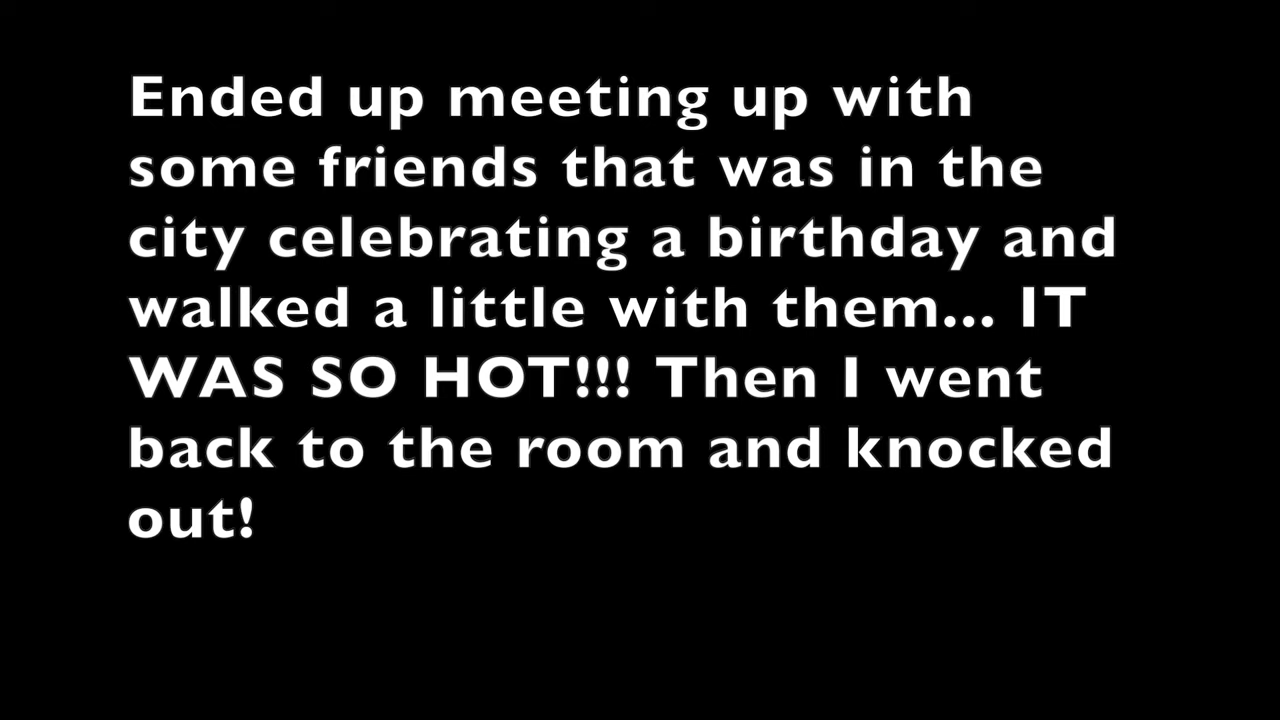 Ended up meeting up with
some friends that was in the
city celebrating a birthday and
walked a little with them... IT
WAS SO HOT!!! Then I went
back to the room and knocked
out!